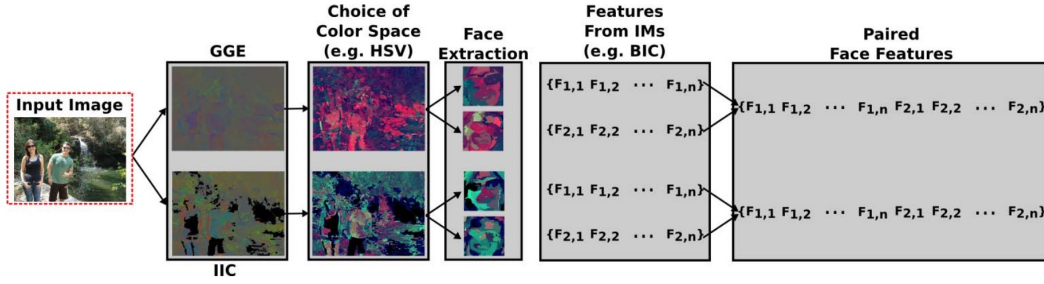 Input Image
GGE
IIC
Choice of
Color Space
(e.g. HSV)
Face
Extraction
Features
From IMs
(e.g. BIC)
{F1,1 F1,2 ··· F1,n}
{F2,1 F2,2 ··· F2,n}
{F1,1 F1,2 ··· F1,n}
{F2,1 F2,2 ··· F2,n}
Paired
Face Features
{F1,1 F1,2 ··· F1,n F2,1 F2,2 ··· F2,n}
{F1,1 F1,2 ··· F1,n F2,1 F2,2 ··· F2,n}